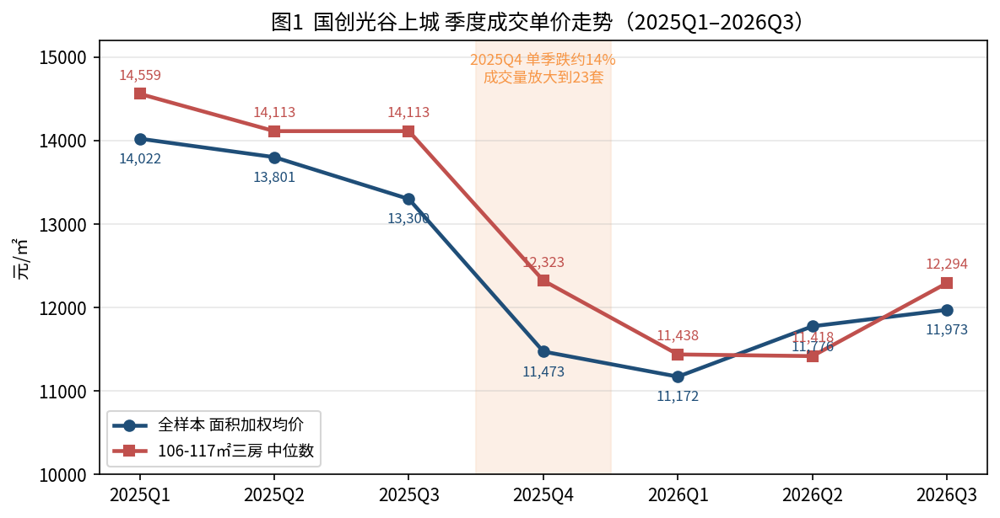 图1 国创光谷上城 季度成交单价走势（2025Q1–2026Q3）
2025Q4 单季跌约14%
成交量放大到23套
元/㎡
15000
14000
13000
12000
11000
10000
14,559
14,113
14,113
12,323
11,438
11,418
12,294
14,022
13,801
13,300
11,473
11,172
11,776
11,973
全样本 面积加权均价
106-117㎡三房 中位数
2025Q1
2025Q2
2025Q3
2025Q4
2026Q1
2026Q2
2026Q3